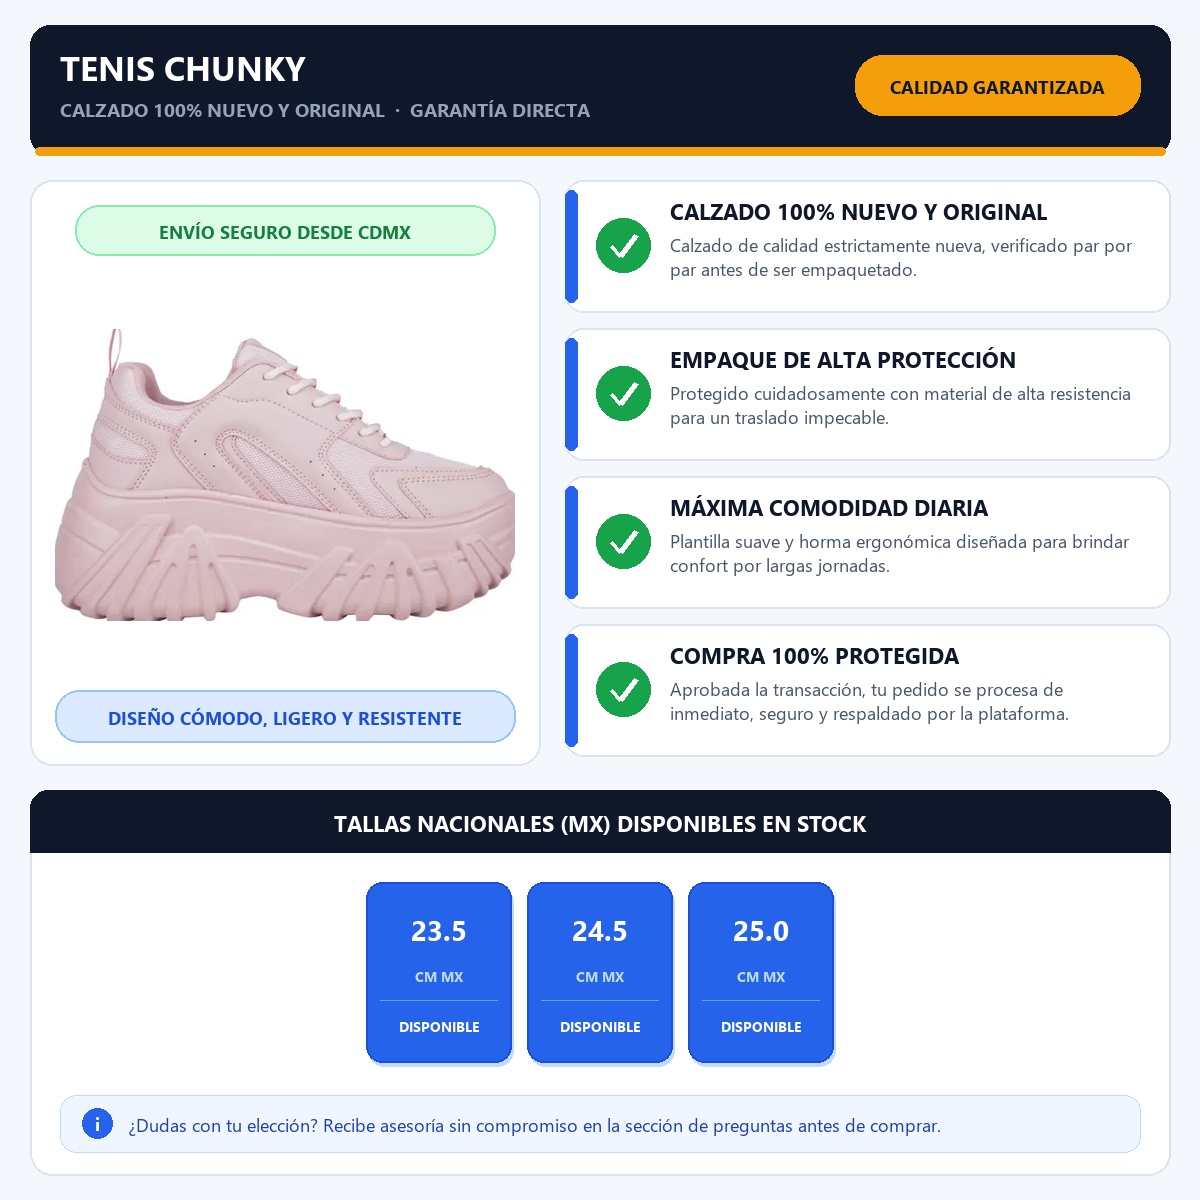 TENIS CHUNKY
CALZADO 100% NUEVO Y ORIGINAL · GARANTÍA DIRECTA
CALIDAD GARANTIZADA
ENVÍO SEGURO DESDE CDMX
DISEÑO CÓMODO, LIGERO Y RESISTENTE
CALZADO 100% NUEVO Y ORIGINAL
Calzado de calidad estrictamente nueva, verificado par por
par antes de ser empaquetado.
EMPAQUE DE ALTA PROTECCIÓN
Protegido cuidadosamente con material de alta resistencia
para un traslado impecable.
MÁXIMA COMODIDAD DIARIA
Plantilla suave y horma ergonómica diseñada para brindar
confort por largas jornadas.
COMPRA 100% PROTEGIDA
Aprobada la transacción, tu pedido se procesa de
inmediato, seguro y respaldado por la plataforma.
TALLAS NACIONALES (MX) DISPONIBLES EN STOCK
23.5
CM MX
DISPONIBLE
24.5
CM MX
DISPONIBLE
25.0
CM MX
DISPONIBLE
¿Dudas con tu elección? Recibe asesoría sin compromiso en la sección de preguntas antes de comprar.